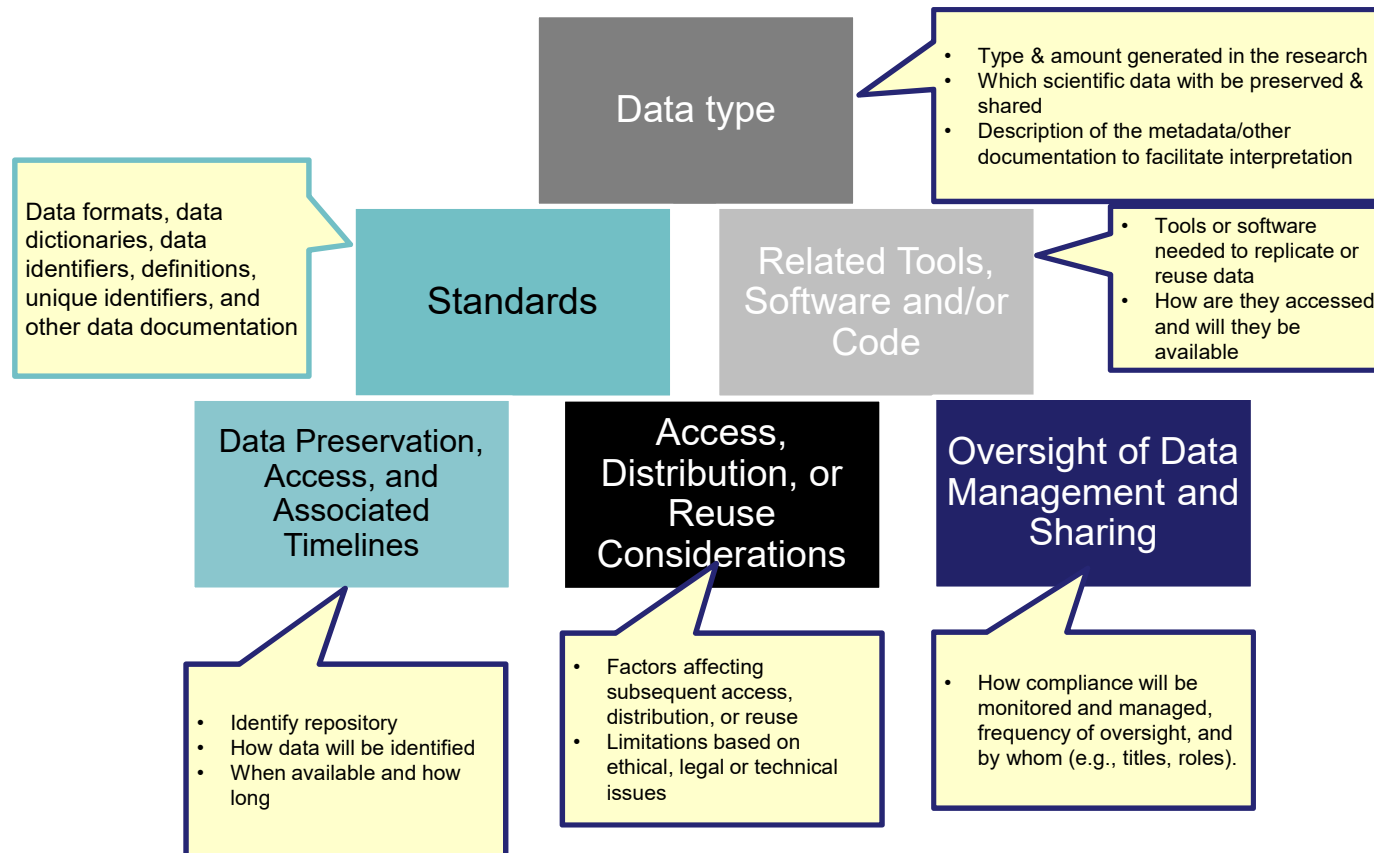 Data type
• Type & amount generated in the research
• Which scientific data with be preserved &
shared
• Description of the metadata/other
documentation to facilitate interpretation
Data formats, data
dictionaries, data
identifiers, definitions,
unique identifiers, and
other data documentation
Standards
Related Tools,
Software and/or
Code
• Tools or software
needed to replicate or
reuse data
• How are they accessed
and will they be
available
Data Preservation,
Access, and
Associated
Timelines
Access,
Distribution, or
Reuse
Considerations
Oversight of Data
Management and
Sharing
• Identify repository
• How data will be identified
• When available and how
long
• Factors affecting
subsequent access,
distribution, or reuse
• Limitations based on
ethical, legal or technical
issues
• How compliance will be
monitored and managed,
frequency of oversight, and
by whom (e.g., titles, roles).